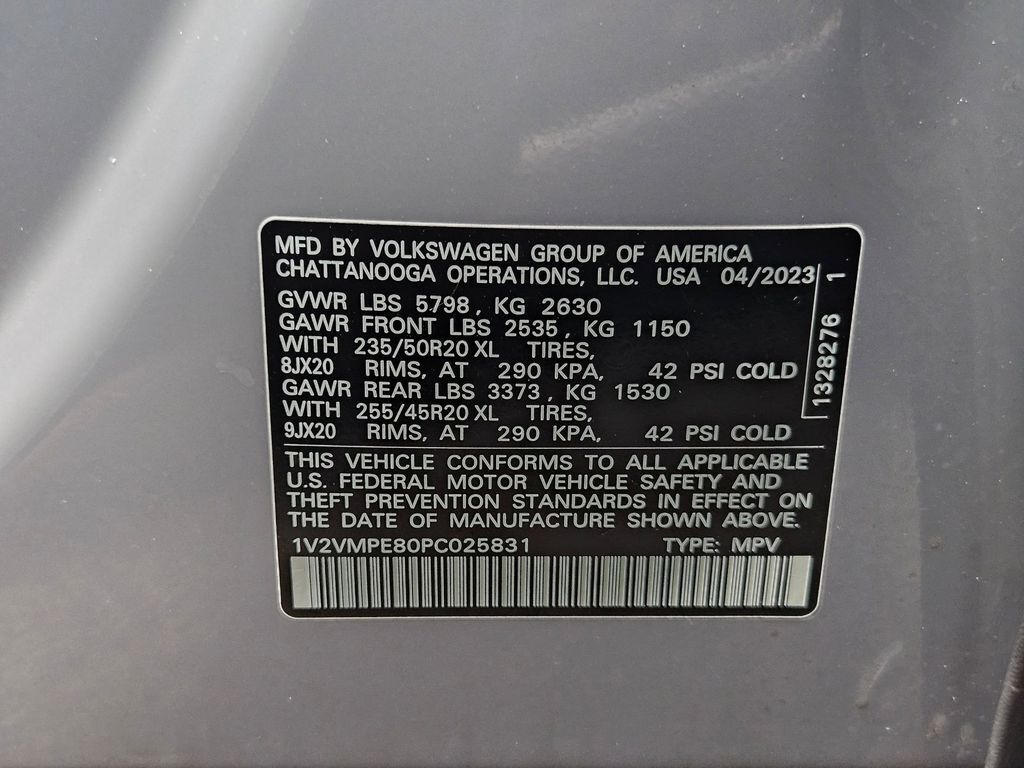 MFD BY VOLKSWAGEN GROUP OF AMERICA
CHATTANOOGA OPERATIONS, LLC. USA 04/2023
GVWR LBS 5798, KG 2630
GAWR FRONT LBS 2535, KG 1150
WITH 235/50R20 XL TIRES,
8JX20 RIMS, AT 290 KPA, 42 PSI COLD
GAWR REAR LBS 3373, KG 1530
WITH 255/45R20 XL TIRES,
9JX20 RIMS, AT 290 KPA, 42 PSI COLD
1328276 1
THIS VEHICLE CONFORMS TO ALL APPLICABLE
U.S. FEDERAL MOTOR VEHICLE SAFETY AND
THEFT PREVENTION STANDARDS IN EFFECT ON
THE DATE OF MANUFACTURE SHOWN ABOVE.
1V2VMPE80PC025831 TYPE: MPV